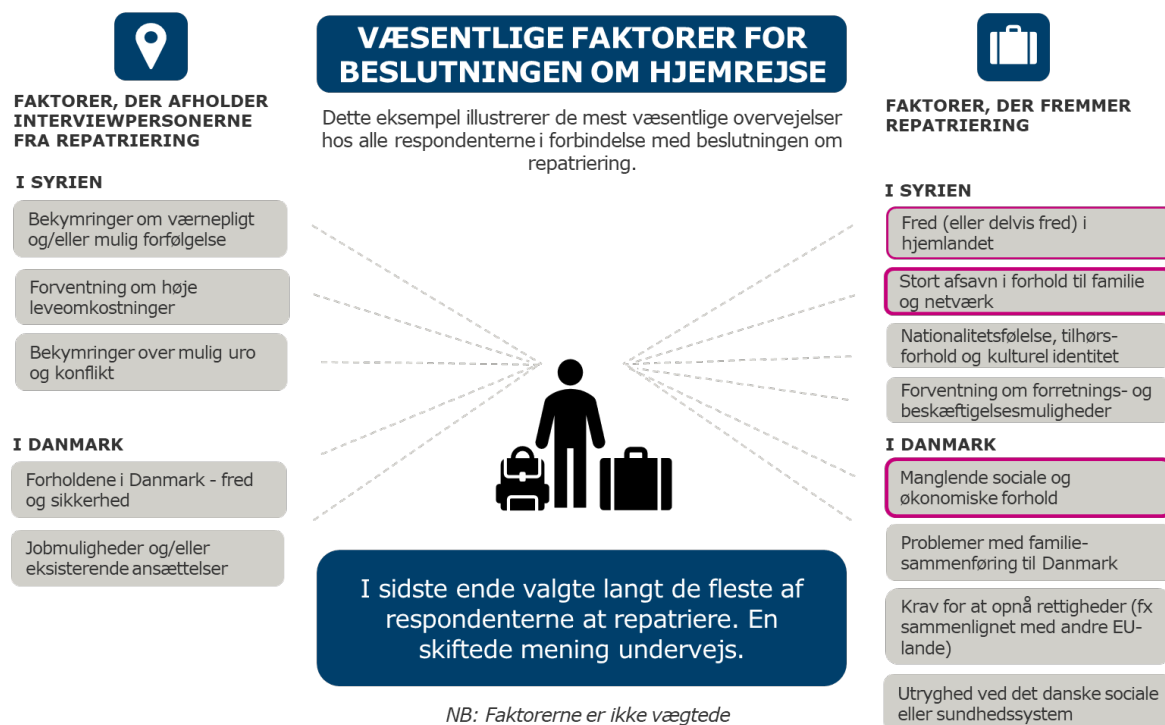 VÆSENTLIGE FAKTORER FOR
BESLUTNINGEN OM HJEMREJSE
Dette eksempel illustrerer de mest væsentlige overvejelser
hos alle respondenterne i forbindelse med beslutningen om
repatriering.
FAKTORER, DER AFHOLDER
INTERVIEWPERSONERNE
FRA REPATRIERING
I SYRIEN
Bekymringer om værnepligt
og/eller mulig forfølgelse
Forventning om høje
leveomkostninger
Bekymringer over mulig uro
og konflikt
I DANMARK
Forholdene i Danmark - fred
og sikkerhed
Jobmuligheder og/eller
eksisterende ansættelser
FAKTORER, DER FREMMER
REPATRIERING
I SYRIEN
Fred (eller delvis fred) i
hjemlandet
Stort afsavn i forhold til familie
og netværk
Nationalitetsfølelse, tilhørs-
forhold og kulturel identitet
Forventning om forretnings- og
beskæftigelsesmuligheder
I DANMARK
Manglende sociale og
økonomiske forhold
Problemer med familie-
sammenføring til Danmark
Krav for at opnå rettigheder (fx
sammenlignet med andre EU-
lande)
Utryghed ved det danske sociale
eller sundhedssystem
I sidste ende valgte langt de fleste af
respondenterne at repatriere. En
skiftede mening undervejs.
NB: Faktorerne er ikke vægtede